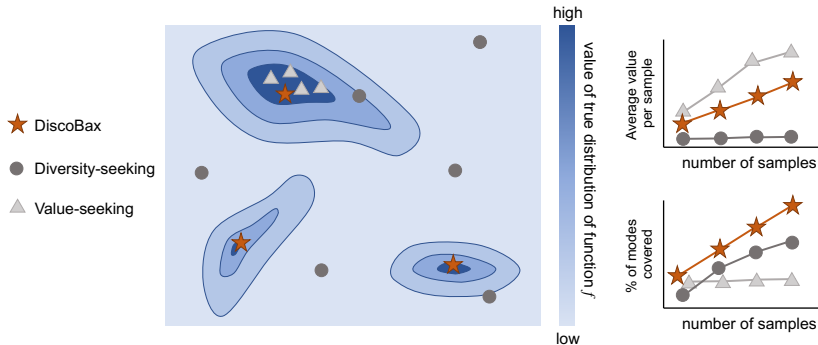 DiscoBax
Diversity-seeking
Value-seeking
high
value of true distribution of function f
low
Average value
per sample
number of samples
% of modes
covered
number of samples